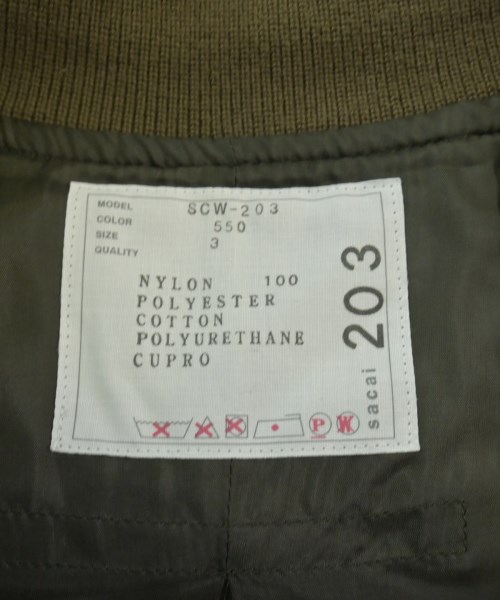 MODEL SCW-203
COLOR 550
SIZE 3
QUALITY
NYLON 100
POLYESTER
COTTON
POLYURETHANE
CUPRO
P W
sacai 203